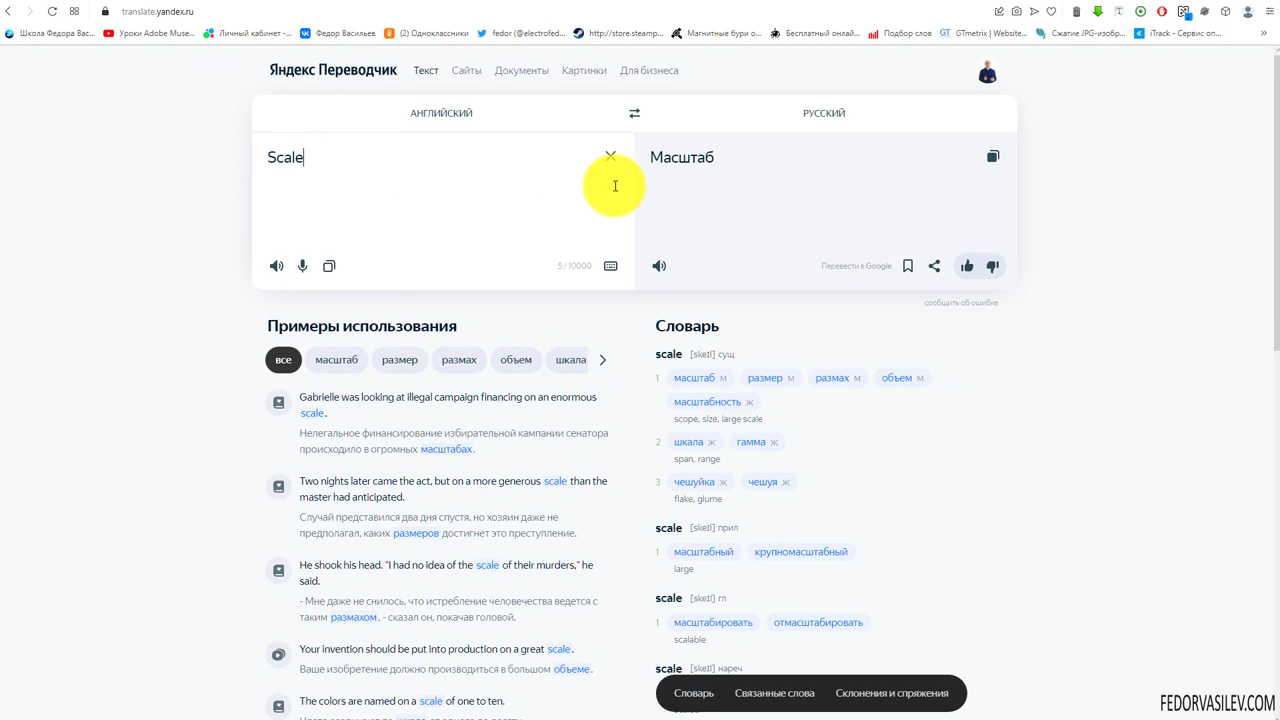 translate.yandex.ru
Школа Федора Вас...
Уроки Adobe Muse...
Личный кабинет -...
Федор Васильев
(2) Одноклассники
fedor (@electrofed...
http://store.steamp...
Магнитные бури о...
Бесплатный онлай...
Подбор слов
GT GTmetrix | Website...
Сжатие JPG-изобр...
iTrack - Сервис оп...
»
Яндекс Переводчик
Текст
Сайты
Документы
Картинки
Для бизнеса
АНГЛИЙСКИЙ
РУССКИЙ
Scale
Масштаб
5 / 10000
Перевести в Google
сообщить об ошибке
Примеры использования
все
масштаб
размер
размах
объем
шкала
Gabrielle was looking at illegal campaign financing on an enormous
scale.
Нелегальное финансирование избирательной кампании сенатора
происходило в огромных масштабах.
Two nights later came the act, but on a more generous scale than the
master had anticipated.
Случай представился два дня спустя, но хозяин даже не
предполагал, каких размеров достигнет это преступление.
He shook his head. "I had no idea of the scale of their murders," he
said.
- Мне даже не снилось, что истребление человечества ведется с
таким размахом, - сказал он, покачав головой.
Your invention should be put into production on a great scale.
Ваше изобретение должно производиться в большом объеме.
The colors are named on a scale of one to ten.
Словарь
scale [skeɪl] сущ
1 масштаб м размер м размах м объем м
масштабность ж
scope, size, large scale
2 шкала ж гамма ж
span, range
3 чешуйка ж чешуя ж
flake, glume
scale [skeɪl] прил
1 масштабный крупномасштабный
large
scale [skeɪl] гл
1 масштабировать отмасштабировать
scalable
scale [skeɪl] нареч
Словарь
Связанные слова
Склонения и спряжения
FEDORVASILEV.COM